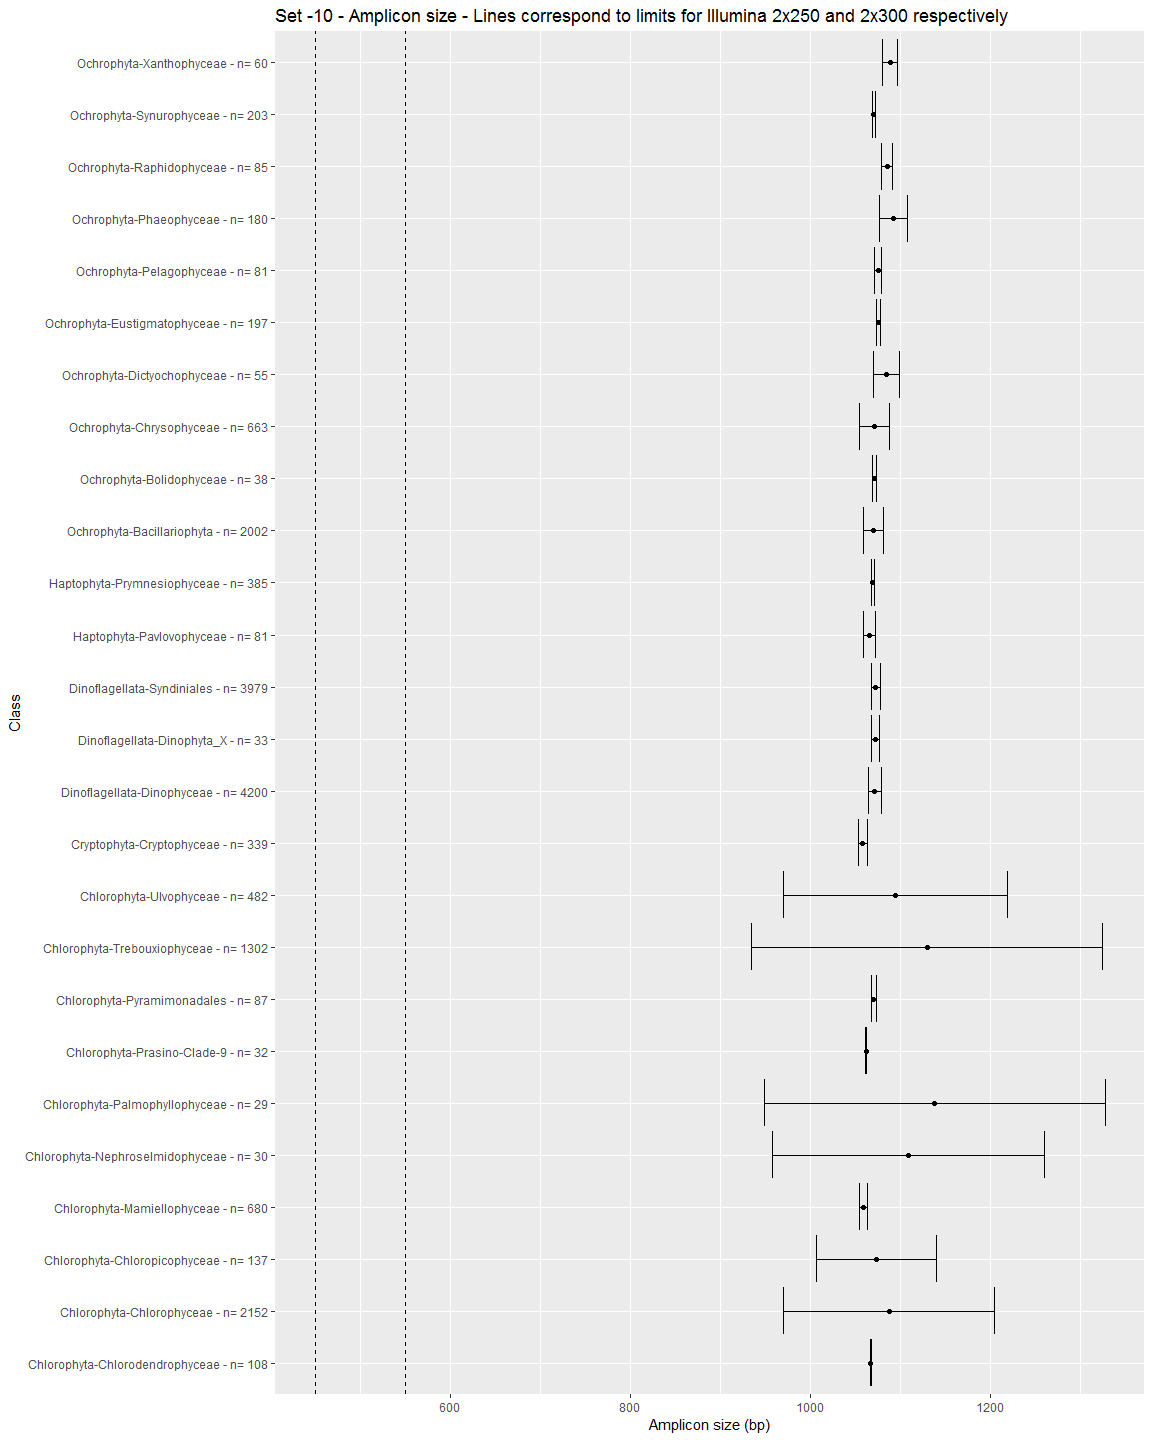 Set -10 - Amplicon size - Lines correspond to limits for Illumina 2x250 and 2x300 respectively
Ochrophyta-Xanthophyceae - n= 60
Ochrophyta-Synurophyceae - n= 203
Ochrophyta-Raphidophyceae - n= 85
Ochrophyta-Phaeophyceae - n= 180
Ochrophyta-Pelagophyceae - n= 81
Ochrophyta-Eustigmatophyceae - n= 197
Ochrophyta-Dictyochophyceae - n= 55
Ochrophyta-Chrysophyceae - n= 663
Ochrophyta-Bolidophyceae - n= 38
Ochrophyta-Bacillariophyta - n= 2002
Haptophyta-Prymnesiophyceae - n= 385
Haptophyta-Pavlovophyceae - n= 81
Dinoflagellata-Syndiniales - n= 3979
Dinoflagellata-Dinophyta_X - n= 33
Dinoflagellata-Dinophyceae - n= 4200
Cryptophyta-Cryptophyceae - n= 339
Chlorophyta-Ulvophyceae - n= 482
Chlorophyta-Trebouxiophyceae - n= 1302
Chlorophyta-Pyramimonadales - n= 87
Chlorophyta-Prasino-Clade-9 - n= 32
Chlorophyta-Palmophyllophyceae - n= 29
Chlorophyta-Nephroselmidophyceae - n= 30
Chlorophyta-Mamiellophyceae - n= 680
Chlorophyta-Chloropicophyceae - n= 137
Chlorophyta-Chlorophyceae - n= 2152
Chlorophyta-Chlorodendrophyceae - n= 108
Class
600 800 1000 1200
Amplicon size (bp)